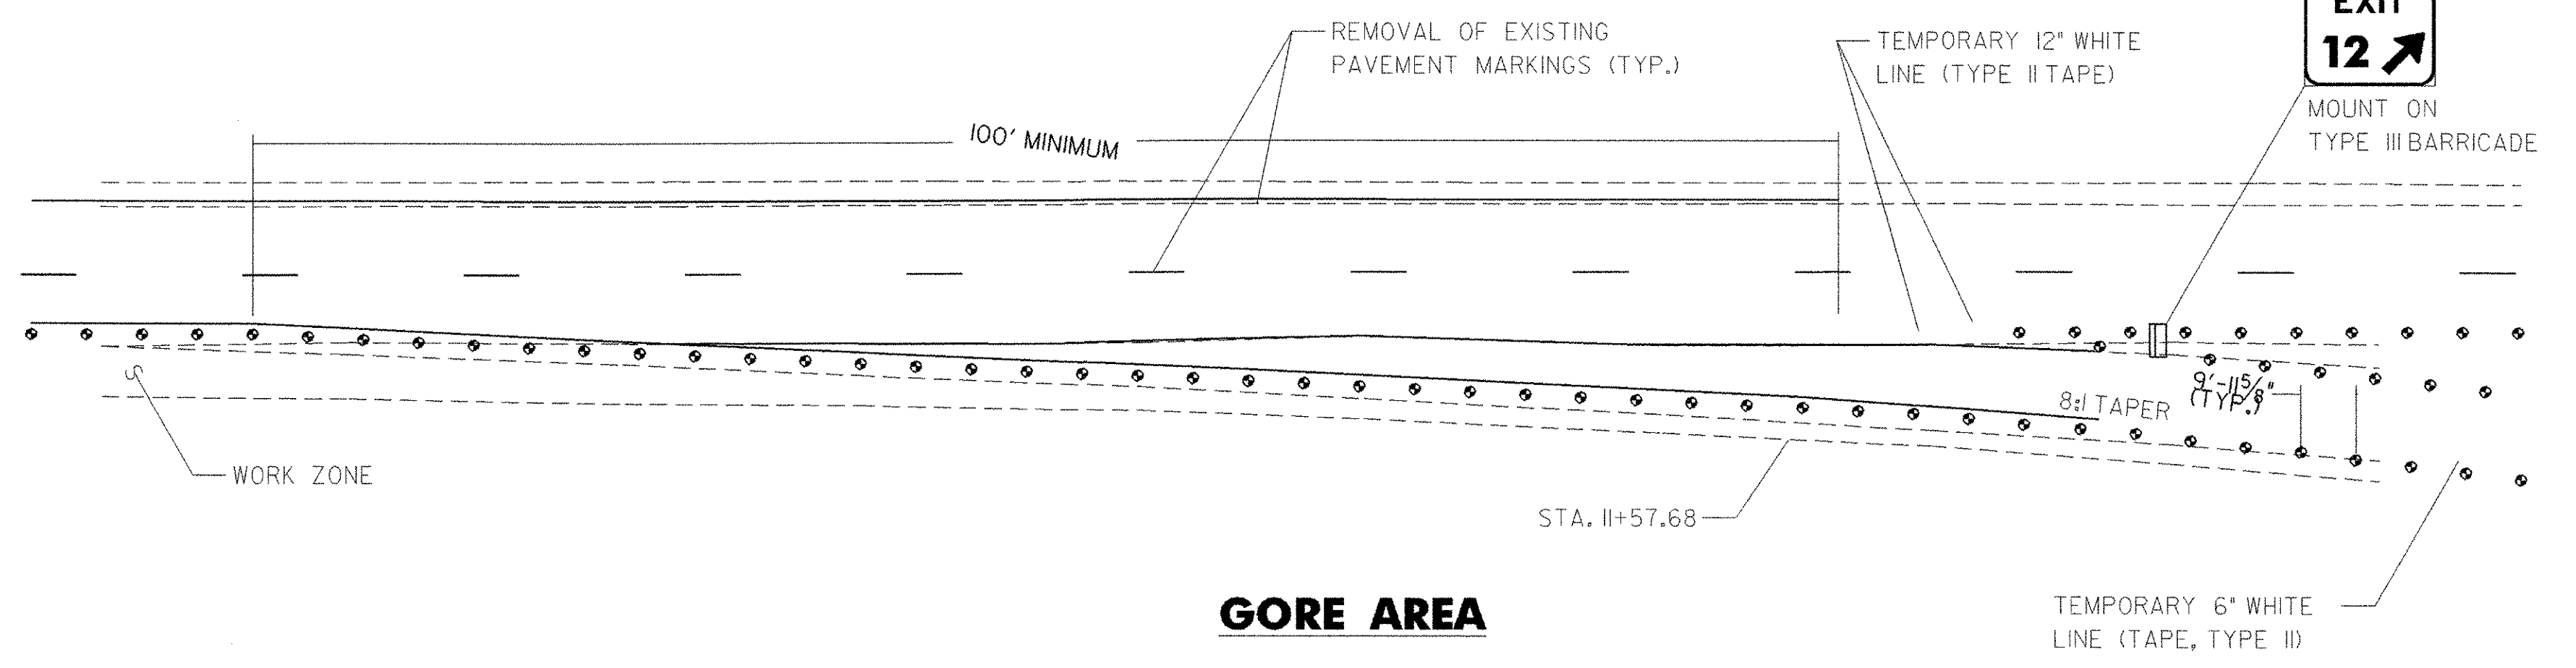 EXIT
12
REMOVAL OF EXISTING
PAVEMENT MARKINGS (TYP.)
TEMPORARY 12" WHITE
LINE (TYPE II TAPE)
MOUNT ON
TYPE III BARRICADE
100' MINIMUM
9'-11 5/8"
(TYP.)
8:1 TAPER
WORK ZONE
STA. 11+57.68
GORE AREA
TEMPORARY 6" WHITE
LINE (TAPE, TYPE II)